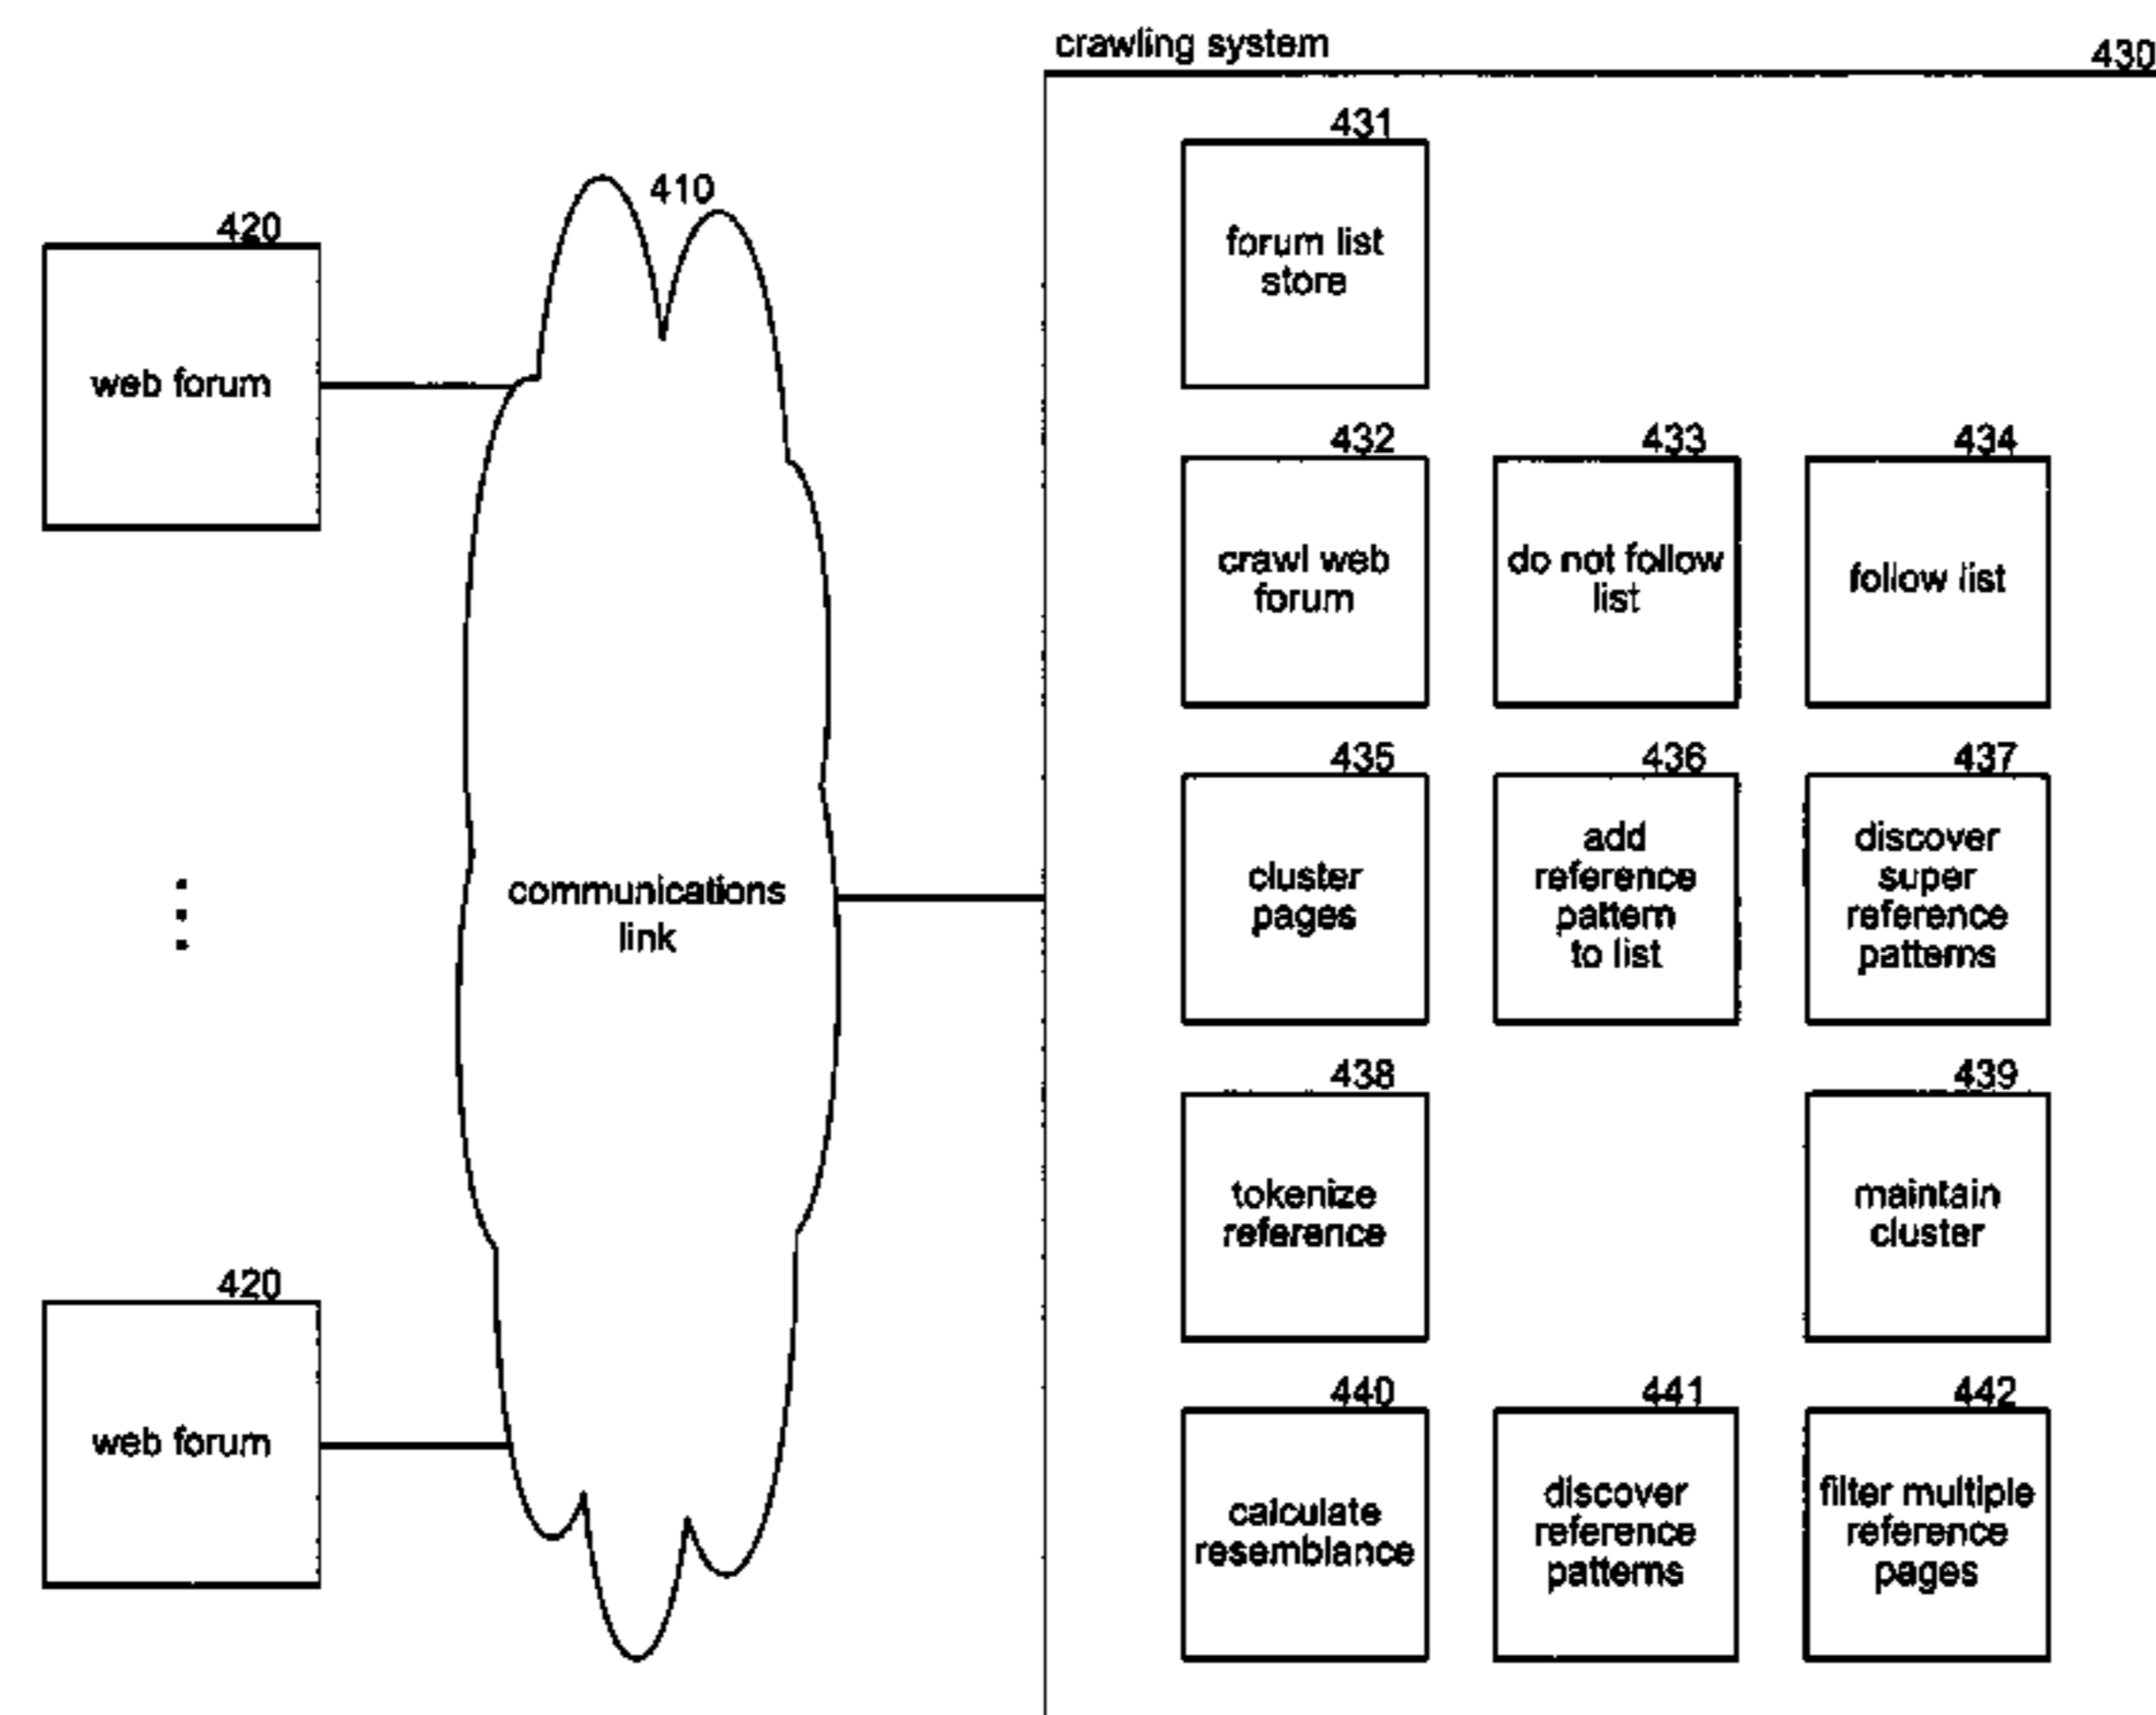 crawling system
430
431
forum list
store
410
420
web forum
432
crawl web
forum
433
do not follow
list
434
follow list
435
cluster
pages
436
add
reference
pattern
to list
437
discover
super
reference
patterns
communications
link
438
tokenize
reference
439
maintain
cluster
420
web forum
440
calculate
resemblance
441
discover
reference
patterns
442
filter multiple
reference
pages